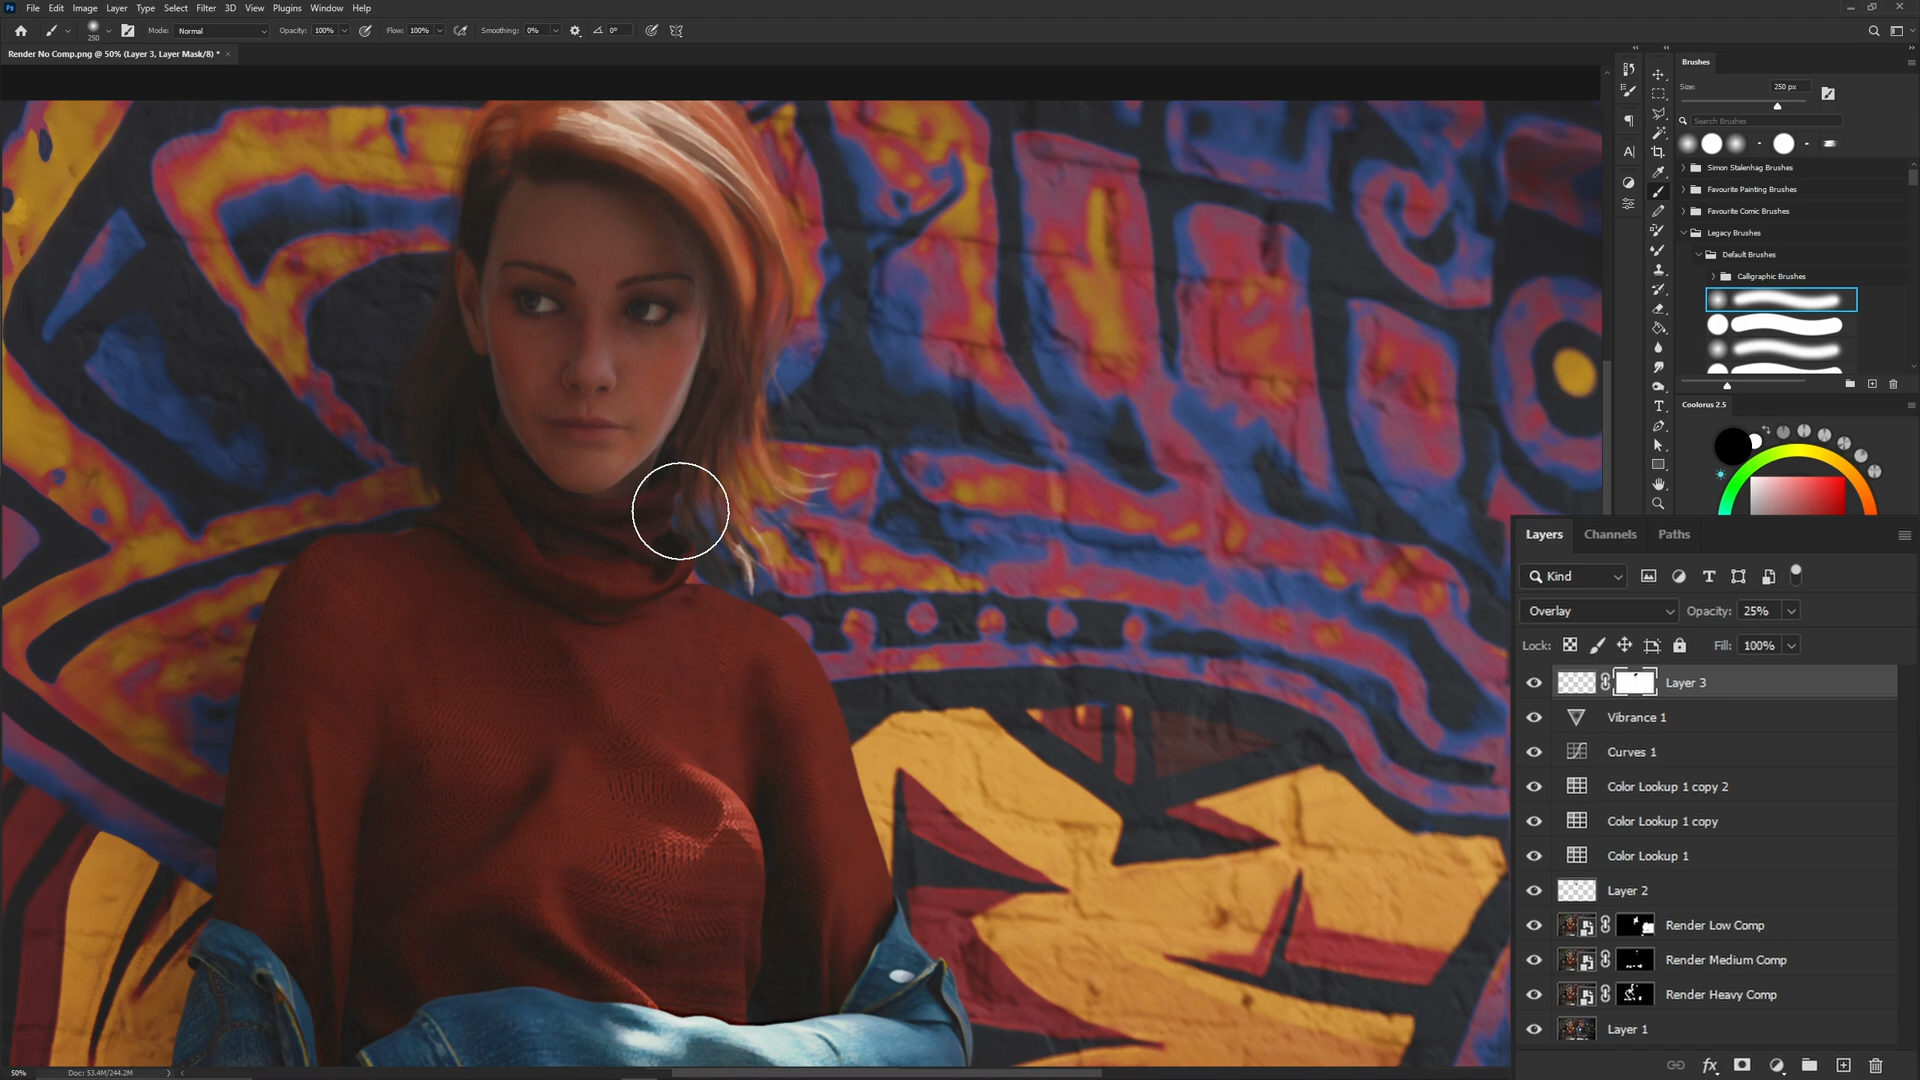 Ps File Edit Image Layer Type Select Filter 3D View Plugins Window Help
250 Mode: Normal Opacity: 100% Flow: 100% Smoothing: 0% 0°
Render No Comp.png @ 50% (Layer 3, Layer Mask/8) * ×
Brushes
Size: 250 px
Search Brushes
Simon Stalenhag Brushes
Favourite Painting Brushes
Favourite Comic Brushes
Legacy Brushes
Default Brushes
Calligraphic Brushes
Coolorus 2.5
Layers Channels Paths
Kind
Overlay Opacity: 25%
Lock: Fill: 100%
Layer 3
Vibrance 1
Curves 1
Color Lookup 1 copy 2
Color Lookup 1 copy
Color Lookup 1
Layer 2
Render Low Comp
Render Medium Comp
Render Heavy Comp
Layer 1
50% Doc: 53.4M/244.2M